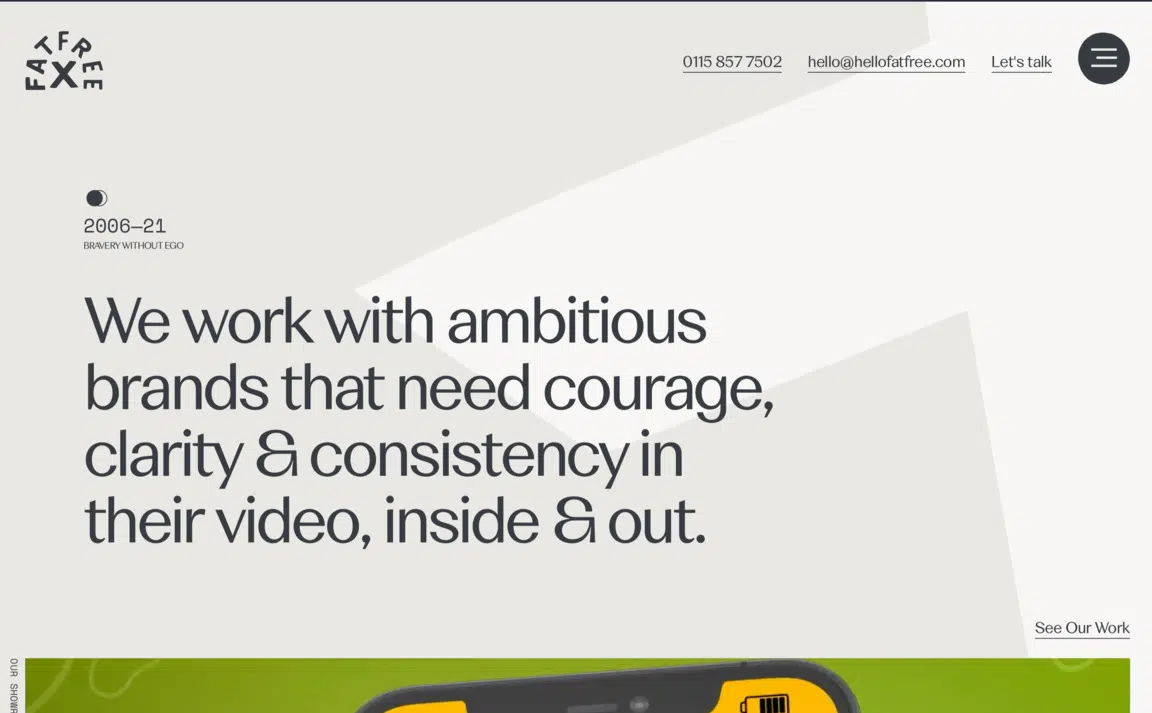 FATFREE
X
0115 857 7502
hello@hellofatfree.com
Let's talk
2006—21
BRAVERY WITHOUT EGO
We work with ambitious
brands that need courage,
clarity & consistency in
their video, inside & out.
See Our Work
OUR